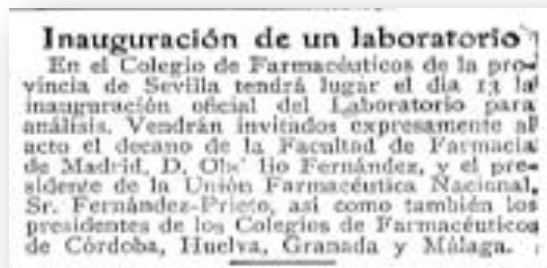 Inauguración de un laboratorio
En el Colegio de Farmacéuticos de la pro-
vincia de Sevilla tendrá lugar el día 13 la
inauguración oficial del Laboratorio para
análisis. Vendrán invitados expresamente al
acto el decano de la Facultad de Farmacia
de Madrid, D. Fernández, y el pre-
sidente de la Unión Farmacéutica Nacional,
Sr. Fernández-Prieto, así como también los
presidentes de los Colegios de Farmacéuticos
de Córdoba, Huelva, Granada y Málaga.